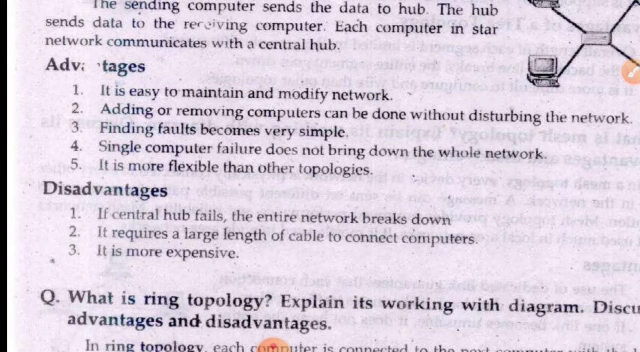 The sending computer sends the data to hub. The hub
sends data to the receiving computer. Each computer in star
network communicates with a central hub.
tages
1. It is easy to maintain and modify network.
2. Adding or removing computers can be done without disturbing the network.
3. Finding faults becomes very simple.
4. Single computer failure does not bring down the whole network.
5. It is more flexible than other topologies.
Disadvantages
1. If central hub fails, the entire network breaks down
2. It requires a large length of cable to connect computers.
3. It is more expensive.
Q. What is ring topology? Explain its working with diagram. Discu
advantages and disadvantages.
In ring topology, each computer is connected to the next computer